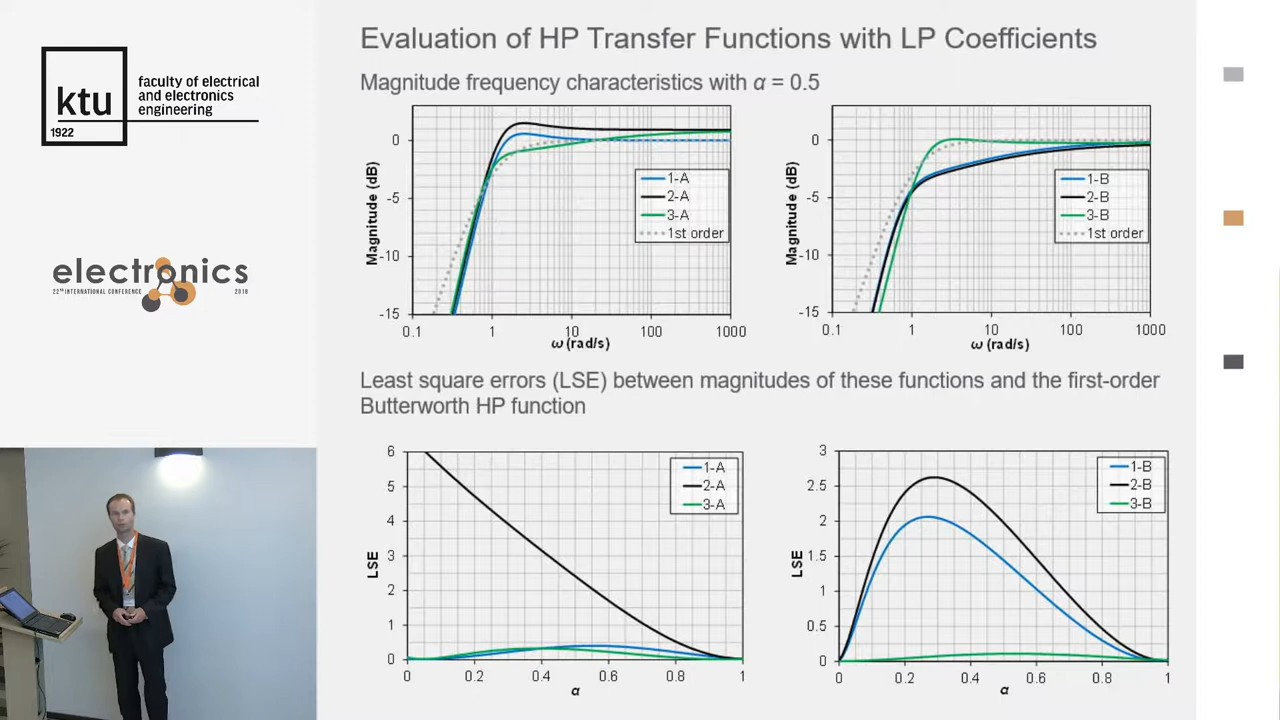 ktu
1922
faculty of electrical
and electronics
engineering
electronics
22TH INTERNATIONAL CONFERENCE 2018
Evaluation of HP Transfer Functions with LP Coefficients
Magnitude frequency characteristics with α = 0.5
Magnitude (dB)
0
-5
-10
-15
0.1 1 10 100 1000
ω (rad/s)
1-A
2-A
3-A
1st order
Magnitude (dB)
0
-5
-10
-15
0.1 1 10 100 1000
ω (rad/s)
1-B
2-B
3-B
1st order
Least square errors (LSE) between magnitudes of these functions and the first-order
Butterworth HP function
LSE
6
5
4
3
2
1
0
0 0.2 0.4 0.6 0.8 1
α
1-A
2-A
3-A
LSE
3
2.5
2
1.5
1
0.5
0
0 0.2 0.4 0.6 0.8 1
α
1-B
2-B
3-B